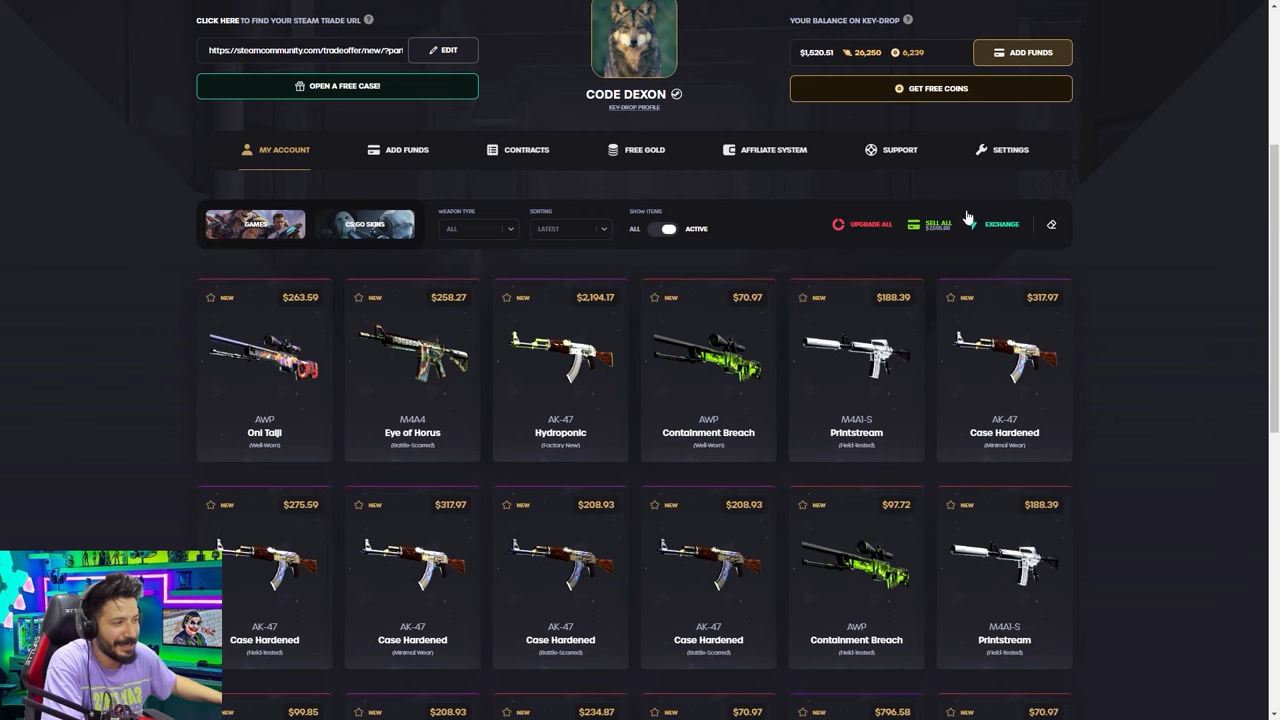 CLICK HERE TO FIND YOUR STEAM TRADE URL ?
https://steamcommunity.com/tradeoffer/new/?par
EDIT
OPEN A FREE CASE!
CODE DEXON
KEY-DROP PROFILE
YOUR BALANCE ON KEY-DROP ?
$1,520.51 26,250 6,239
ADD FUNDS
GET FREE COINS
MY ACCOUNT ADD FUNDS CONTRACTS FREE GOLD AFFILIATE SYSTEM SUPPORT SETTINGS
GAMES CS:GO SKINS
WEAPON TYPE SORTING SHOW ITEMS
ALL LATEST ALL ACTIVE
UPGRADE ALL SELL ALL EXCHANGE
NEW $263.59 NEW $258.27 NEW $2,194.17 NEW $70.97 NEW $188.39 NEW $317.97
AWP M4A4 AK-47 AWP M4A1-S AK-47
Oni Taiji Eye of Horus Hydroponic Containment Breach Printstream Case Hardened
(Well-Worn) (Battle-Scarred) (Factory New) (Well-Worn) (Field-Tested) (Minimal Wear)
NEW $275.59 NEW $317.97 NEW $208.93 NEW $208.93 NEW $97.72 NEW $188.39
AK-47 AK-47 AK-47 AK-47 AWP M4A1-S
Case Hardened Case Hardened Case Hardened Case Hardened Containment Breach Printstream
(Field-Tested) (Minimal Wear) (Battle-Scarred) (Battle-Scarred) (Field-Tested) (Field-Tested)
NEW $99.85 NEW $208.93 NEW $234.87 NEW $70.97 NEW $796.58 NEW $70.97